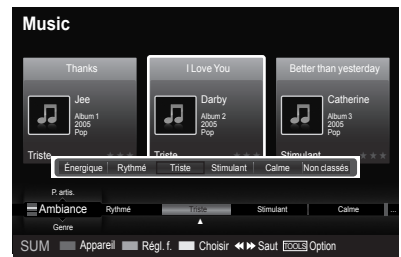 Music
Thanks
I Love You
Better than yesterday
Jee
Album 1
2005
Pop
Darby
Album 2
2005
Pop
Catherine
Album 3
2005
Pop
Triste
Triste
Stimulant
Énergique Rythmé Triste Stimulant Calme Non classés
P. artis.
Ambiance Rythmé Triste Stimulant Calme ...
Genre
SUM Appareil Régl. f. Choisir Saut TOOLS Option